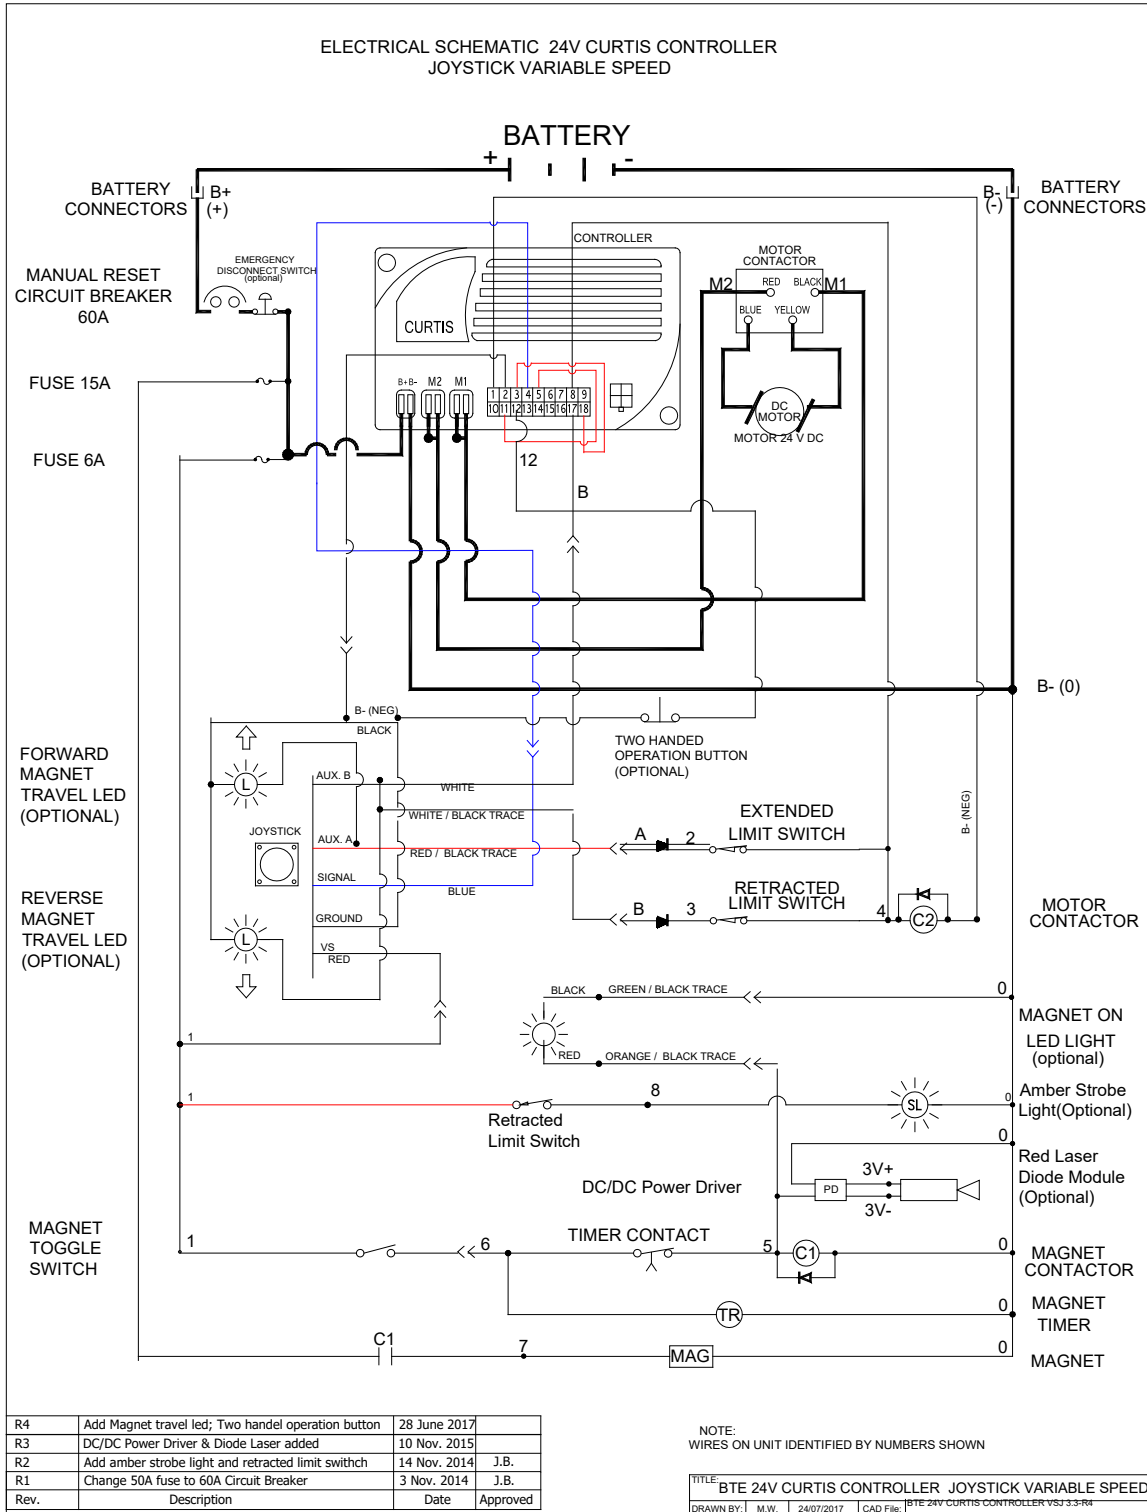 ELECTRICAL SCHEMATIC 24V CURTIS CONTROLLER
JOYSTICK VARIABLE SPEED
BATTERY
+ -
BATTERY
CONNECTORS
B+
(+)
B-
(-)
BATTERY
CONNECTORS
MANUAL RESET
CIRCUIT BREAKER
60A
EMERGENCY
DISCONNECT SWITCH
(optional)
CONTROLLER
CURTIS
MOTOR
CONTACTOR
M2
RED
BLACK
M1
BLUE
YELLOW
DC
MOTOR
MOTOR 24 V DC
FUSE 15A
FUSE 6A
B+ B-
M2
M1
1 2 3 4 5 6 7 8 9
10 11 12 13 14 15 16 17 18
12
B
B- (0)
B- (NEG)
BLACK
TWO HANDED
OPERATION BUTTON
(OPTIONAL)
FORWARD
MAGNET
TRAVEL LED
(OPTIONAL)
L
AUX. B
WHITE
WHITE / BLACK TRACE
JOYSTICK
AUX. A
RED / BLACK TRACE
SIGNAL
BLUE
GROUND
VS
RED
A
2
EXTENDED
LIMIT SWITCH
B- (NEG)
B
3
RETRACTED
LIMIT SWITCH
4
C2
MOTOR
CONTACTOR
REVERSE
MAGNET
TRAVEL LED
(OPTIONAL)
L
BLACK
GREEN / BLACK TRACE
0
MAGNET ON
LED LIGHT
(optional)
RED
ORANGE / BLACK TRACE
1
1
Retracted
Limit Switch
8
SL
0
Amber Strobe
Light(Optional)
0
Red Laser
Diode Module
(Optional)
DC/DC Power Driver
PD
3V+
3V-
MAGNET
TOGGLE
SWITCH
1
6
TIMER CONTACT
5
C1
0
MAGNET
CONTACTOR
TR
0
MAGNET
TIMER
C1
7
MAG
0
MAGNET
R4 Add Magnet travel led; Two handel operation button 28 June 2017
R3 DC/DC Power Driver & Diode Laser added 10 Nov. 2015
R2 Add amber strobe light and retracted limit swithch 14 Nov. 2014 J.B.
R1 Change 50A fuse to 60A Circuit Breaker 3 Nov. 2014 J.B.
Rev. Description Date Approved
NOTE:
WIRES ON UNIT IDENTIFIED BY NUMBERS SHOWN
TITLE: BTE 24V CURTIS CONTROLLER JOYSTICK VARIABLE SPEED
DRAWN BY: M.W. 24/07/2017 CAD File: BTE 24V CURTIS CONTROLLER VSJ 3.3-R4